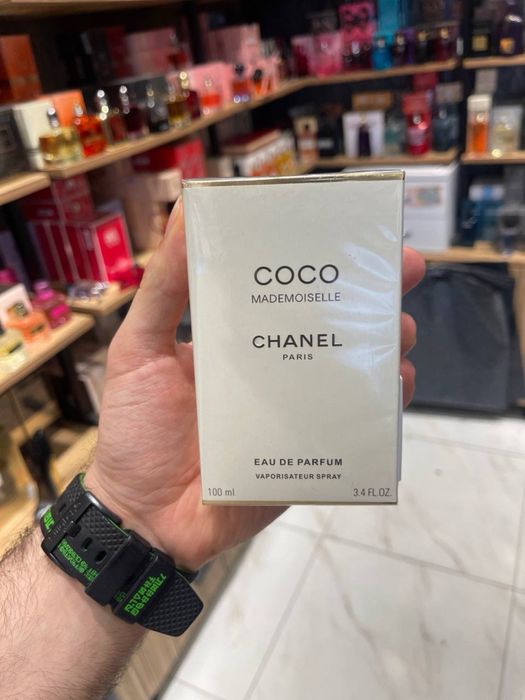 COCO
MADEMOISELLE
CHANEL
PARIS
EAU DE PARFUM
VAPORISATEUR SPRAY
100 ml
3.4 FL.OZ.